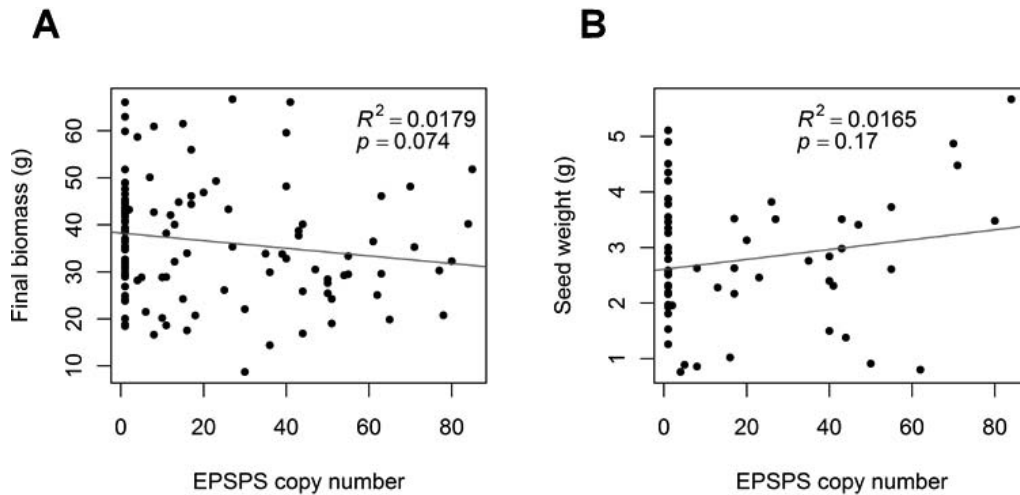 A
B
R² = 0.0179
p = 0.074
R² = 0.0165
p = 0.17
Final biomass (g)
10 20 30 40 50 60
Seed weight (g)
1 2 3 4 5
0 20 40 60 80
0 20 40 60 80
EPSPS copy number
EPSPS copy number